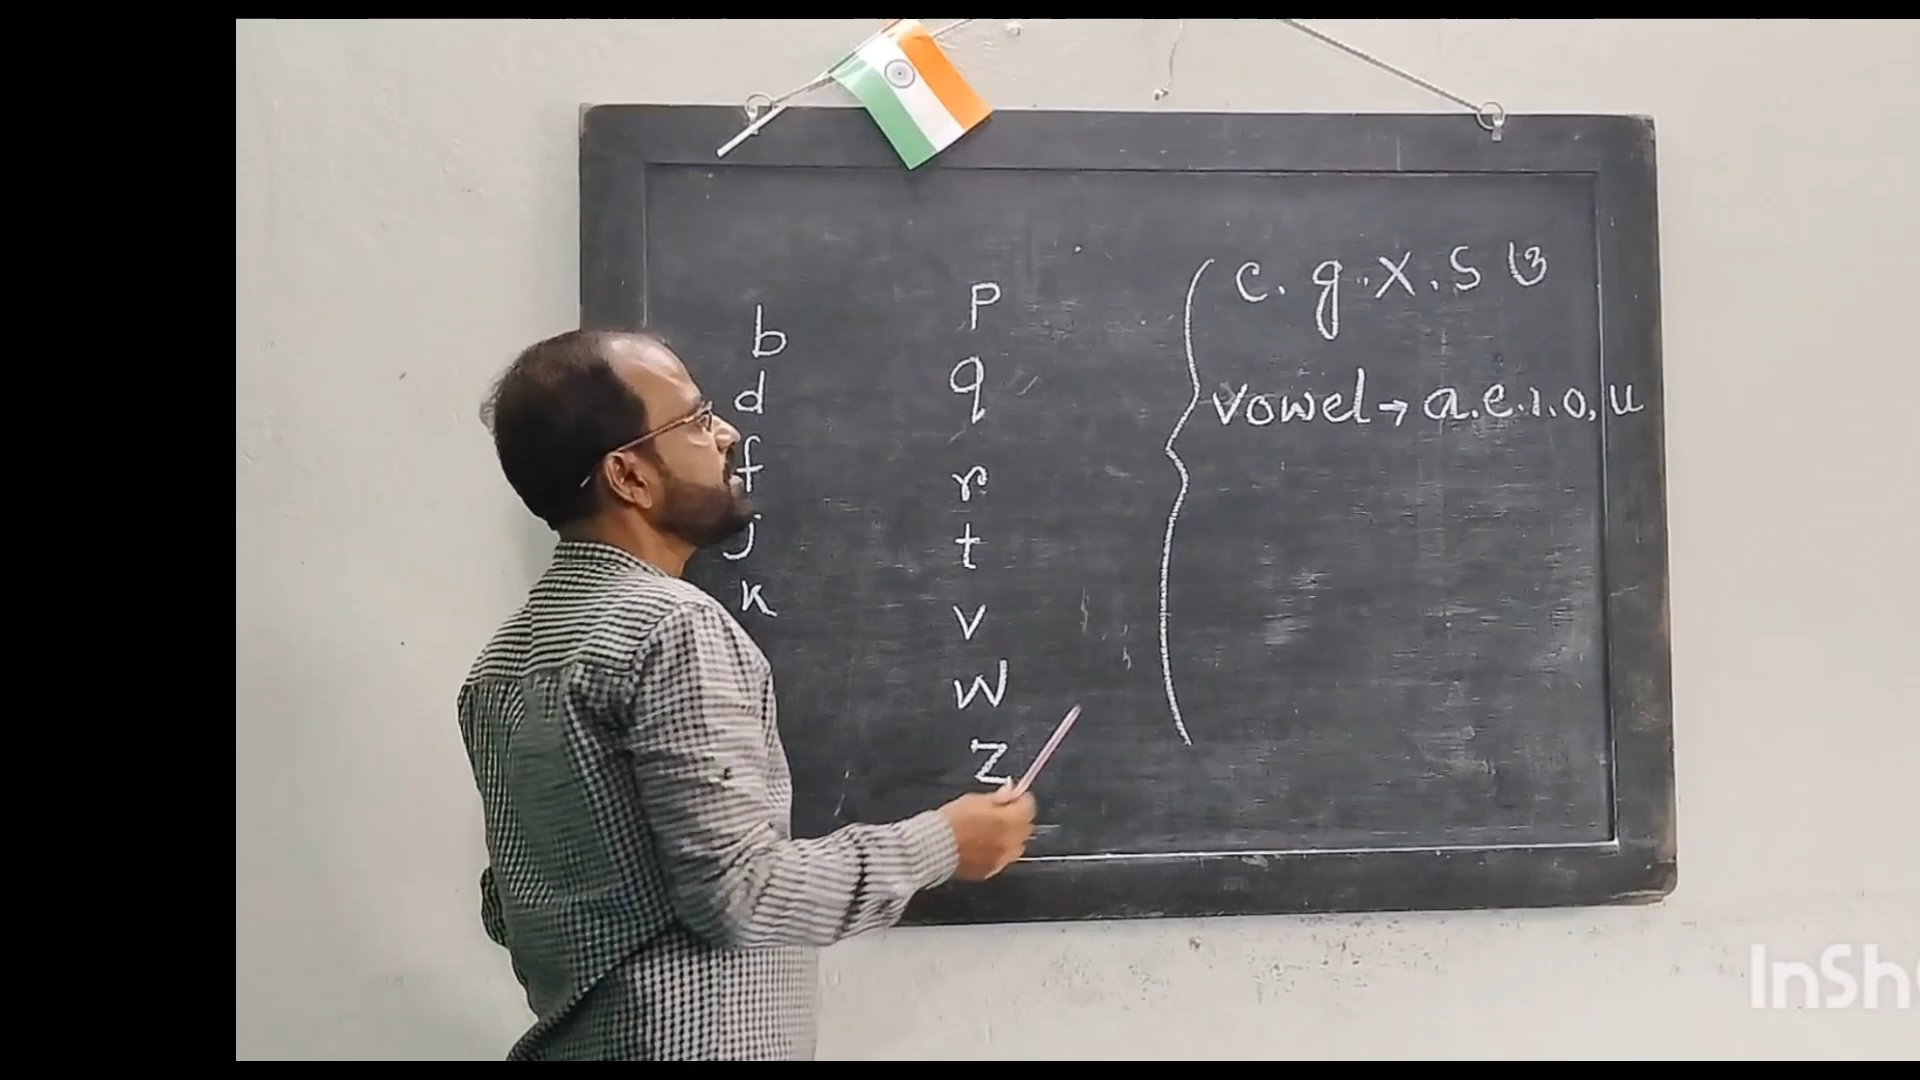 b
d
f
j
k
p
q
r
t
v
w
z
c. g. x. s
vowel → a. e. i. o, u
InSh